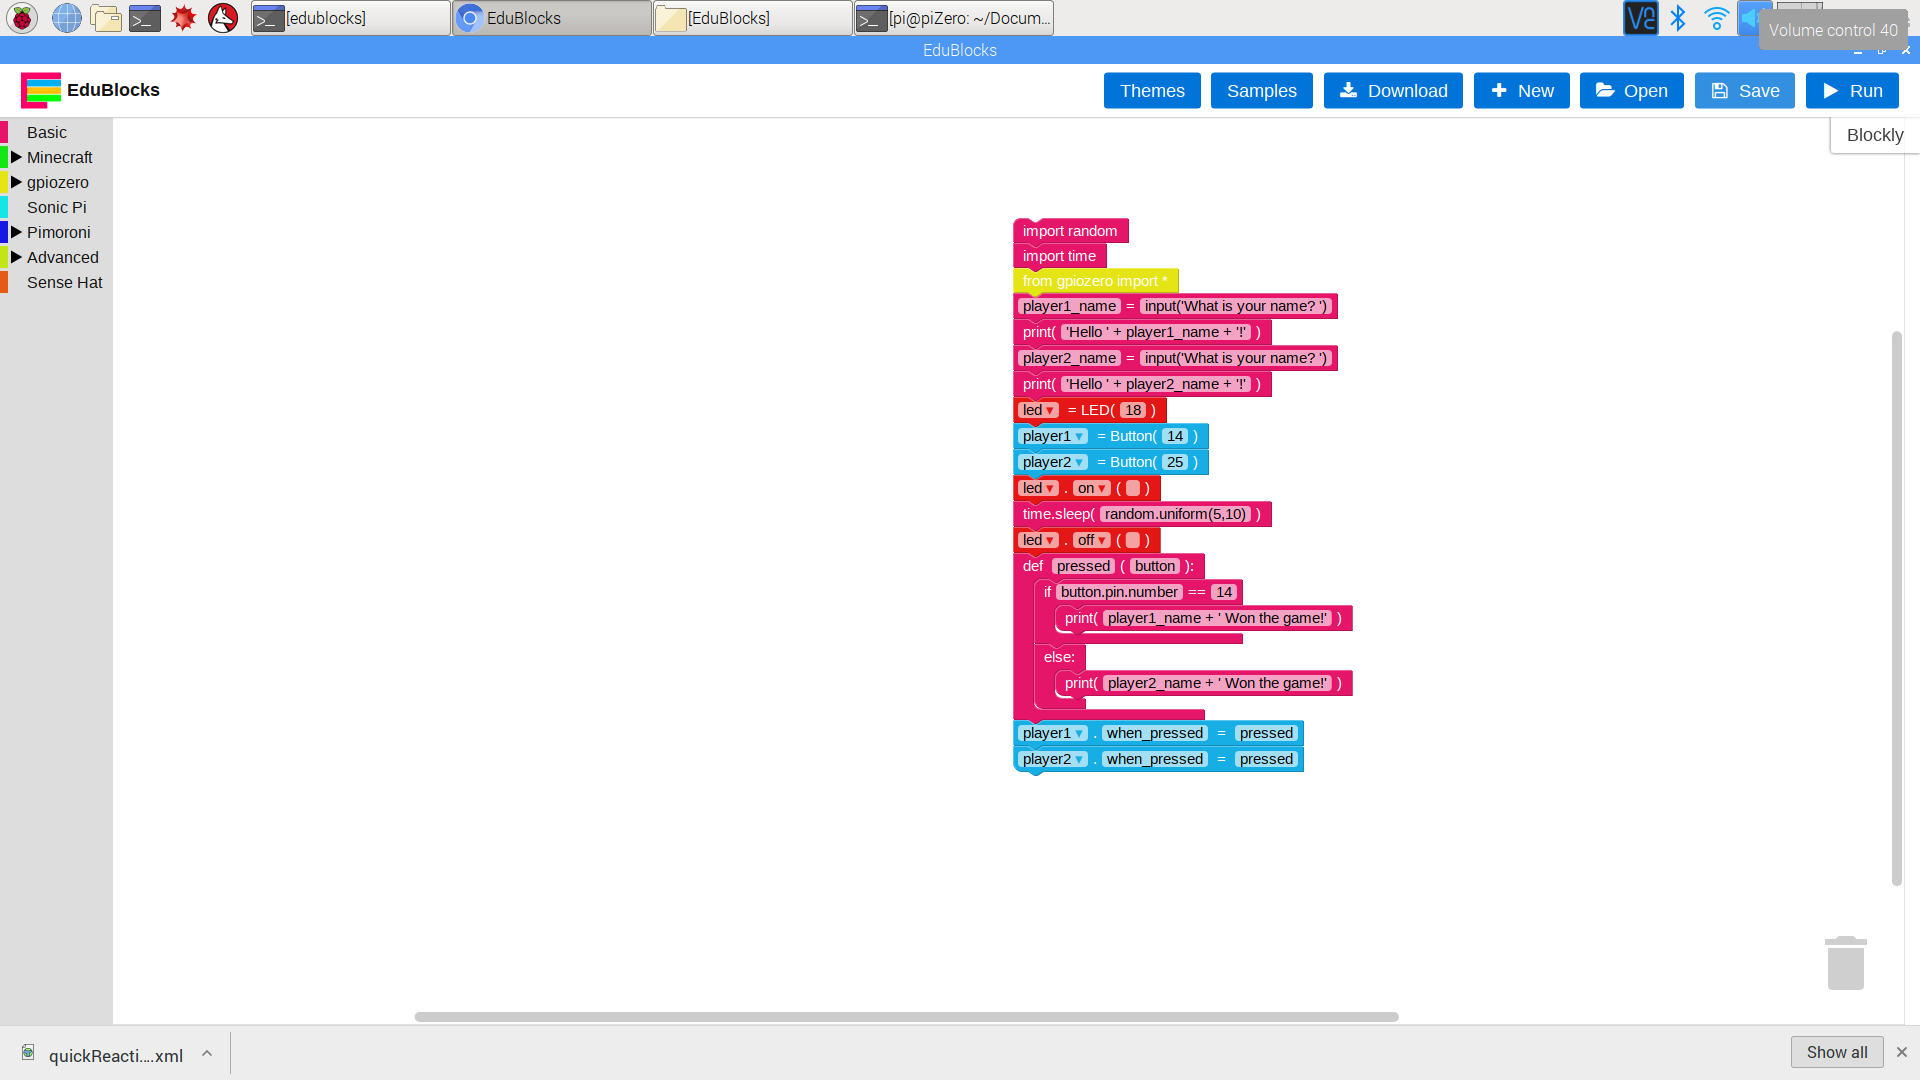 [edublocks]
EduBlocks
[EduBlocks]
[pi@piZero: ~/Docum...
Volume control 40
EduBlocks
EduBlocks
Themes
Samples
Download
New
Open
Save
Run
Blockly
Basic
Minecraft
gpiozero
Sonic Pi
Pimoroni
Advanced
Sense Hat
import random
import time
from gpiozero import *
player1_name = input('What is your name? ')
print( 'Hello ' + player1_name + '!' )
player2_name = input('What is your name? ')
print( 'Hello ' + player2_name + '!' )
led = LED( 18 )
player1 = Button( 14 )
player2 = Button( 25 )
led . on ( )
time.sleep( random.uniform(5,10) )
led . off ( )
def pressed ( button ):
if button.pin.number == 14
print( player1_name + ' Won the game!' )
else:
print( player2_name + ' Won the game!' )
player1 . when_pressed = pressed
player2 . when_pressed = pressed
quickReacti....xml
Show all